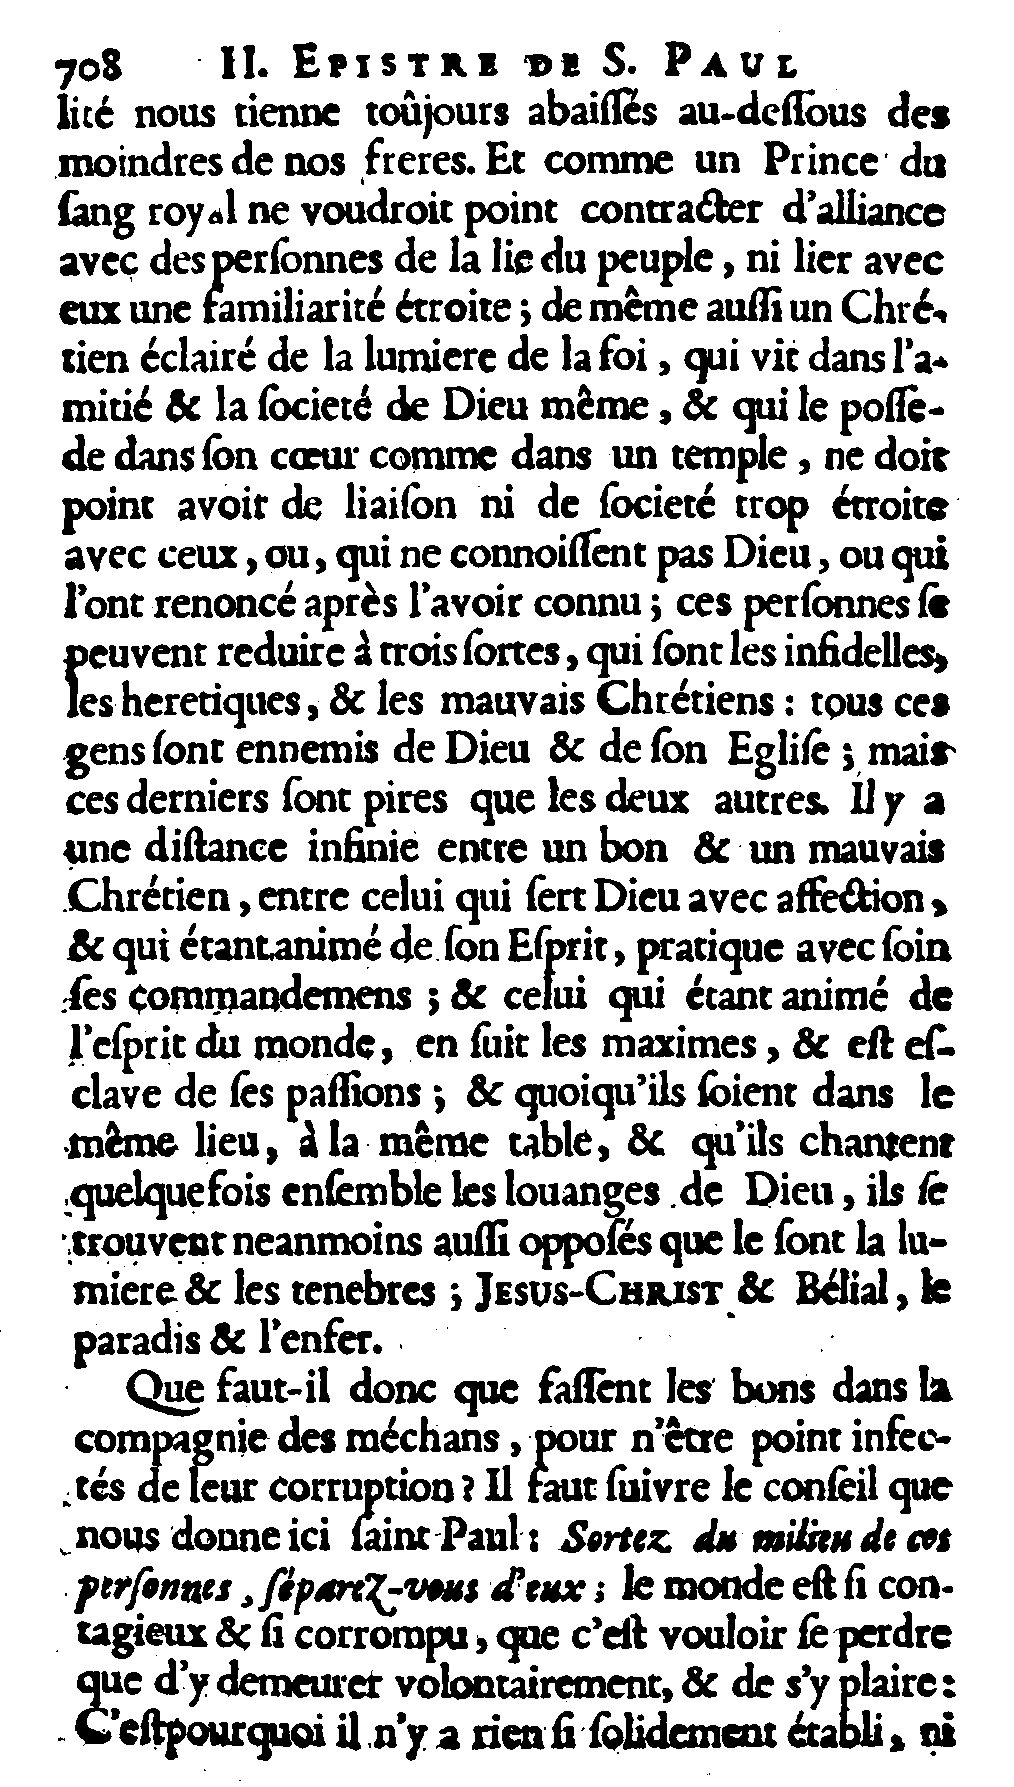 708 II. EPISTRE DE S. PAUL
lité nous tienne toûjours abaiſſés au-deſſous des
moindres de nos freres. Et comme un Prince du
ſang royal ne voudroit point contracter d'alliance
avec des perſonnes de la lie du peuple, ni lier avec
eux une familiarité étroite; de même auſſi un Chré-
tien éclairé de la lumiere de la foi, qui vit dans l'a-
mitié & la ſocieté de Dieu même, & qui le poſſe-
de dans ſon cœur comme dans un temple, ne doit
point avoir de liaiſon ni de ſocieté trop étroite
avec ceux, ou, qui ne connoiſſent pas Dieu, ou qui
l'ont renoncé après l'avoir connu; ces perſonnes ſe
peuvent reduire à trois ſortes, qui ſont les infidelles,
les heretiques, & les mauvais Chrétiens: tous ces
gens ſont ennemis de Dieu & de ſon Egliſe; mais
ces derniers ſont pires que les deux autres. Il y a
une diſtance infinie entre un bon & un mauvais
Chrétien, entre celui qui ſert Dieu avec affection,
& qui étant animé de ſon Eſprit, pratique avec ſoin
ſes commandemens; & celui qui étant animé de
l'eſprit du monde, en ſuit les maximes, & eſt eſ-
clave de ſes paſſions; & quoiqu'ils ſoient dans le
même lieu, à la même table, & qu'ils chantent
quelquefois enſemble les louanges de Dieu, ils ſe
trouvent neanmoins auſſi oppoſés que le ſont la lu-
miere & les tenebres; JESUS-CHRIST & Bélial, le
paradis & l'enfer.
Que faut-il donc que faſſent les bons dans la
compagnie des méchans, pour n'être point infec-
tés de leur corruption? Il faut ſuivre le conſeil que
nous donne ici ſaint Paul: Sortez du milieu de ces
perſonnes, ſéparez-vous d'eux; le monde eſt ſi con-
tagieux & ſi corrompu, que c'eſt vouloir ſe perdre
que d'y demeurer volontairement, & de s'y plaire:
C'eſtpourquoi il n'y a rien ſi ſolidement établi, ni